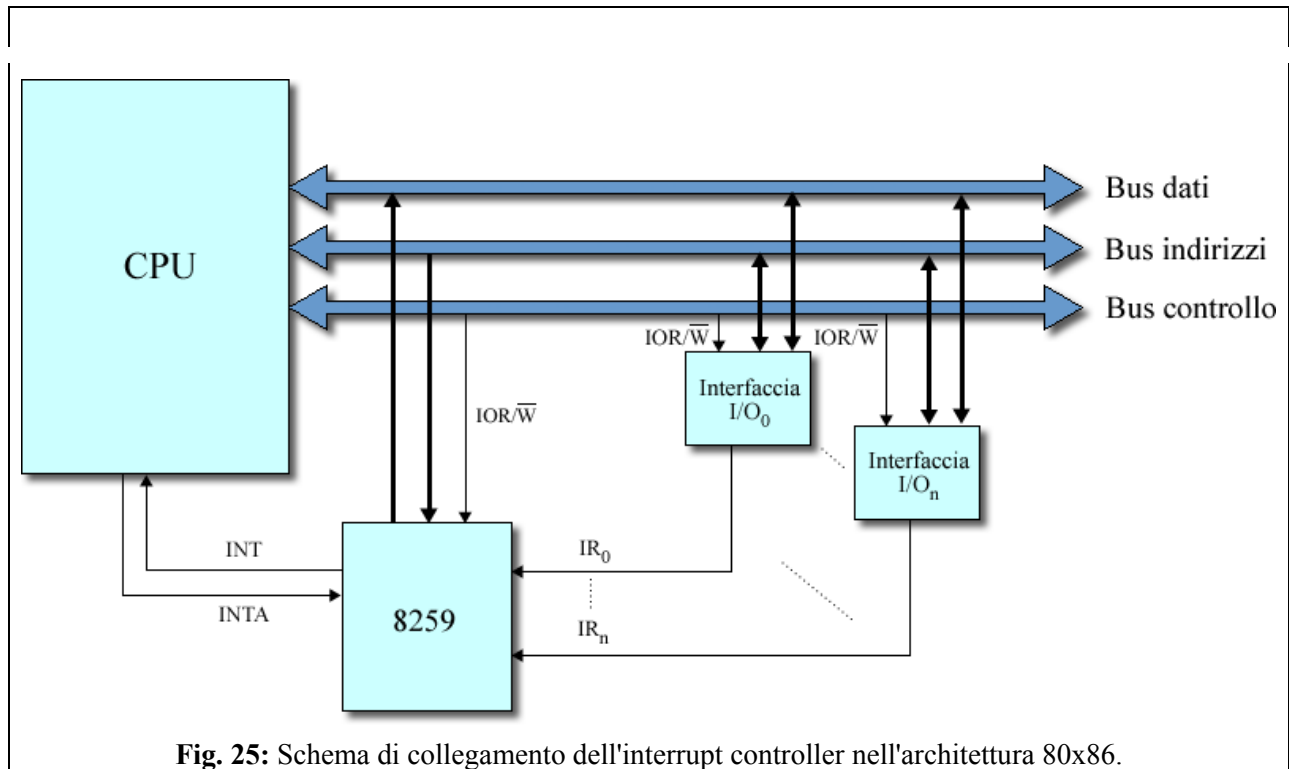 Bus dati
Bus indirizzi
CPU
Bus controllo
IOR/W̅
IOR/W̅
Interfaccia
I/O₀
IOR/W̅
Interfaccia
I/Oₙ
INT
IR₀
INTA
8259
IRₙ
Fig. 25: Schema di collegamento dell'interrupt controller nell'architettura 80x86.